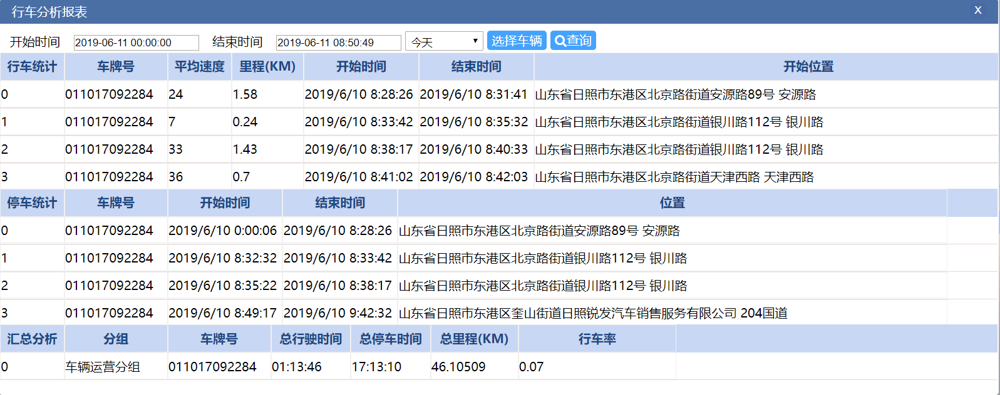 行车分析报表 X
开始时间 2019-06-11 00:00:00 结束时间 2019-06-11 08:50:49 今天 选择车辆 查询
行车统计 车牌号 平均速度 里程(KM) 开始时间 结束时间 开始位置
0 011017092284 24 1.58 2019/6/10 8:28:26 2019/6/10 8:31:41 山东省日照市东港区北京路街道安源路89号 安源路
1 011017092284 7 0.24 2019/6/10 8:33:42 2019/6/10 8:35:32 山东省日照市东港区北京路街道银川路112号 银川路
2 011017092284 33 1.43 2019/6/10 8:38:17 2019/6/10 8:40:33 山东省日照市东港区北京路街道银川路112号 银川路
3 011017092284 36 0.7 2019/6/10 8:41:02 2019/6/10 8:42:03 山东省日照市东港区北京路街道天津西路 天津西路
停车统计 车牌号 开始时间 结束时间 位置
0 011017092284 2019/6/10 0:00:06 2019/6/10 8:28:26 山东省日照市东港区北京路街道安源路89号 安源路
1 011017092284 2019/6/10 8:32:32 2019/6/10 8:33:42 山东省日照市东港区北京路街道银川路112号 银川路
2 011017092284 2019/6/10 8:35:22 2019/6/10 8:38:17 山东省日照市东港区北京路街道银川路112号 银川路
3 011017092284 2019/6/10 8:49:17 2019/6/10 9:42:32 山东省日照市东港区奎山街道日照锐发汽车销售服务有限公司 204国道
汇总分析 分组 车牌号 总行驶时间 总停车时间 总里程(KM) 行车率
0 车辆运营分组 011017092284 01:13:46 17:13:10 46.10509 0.07